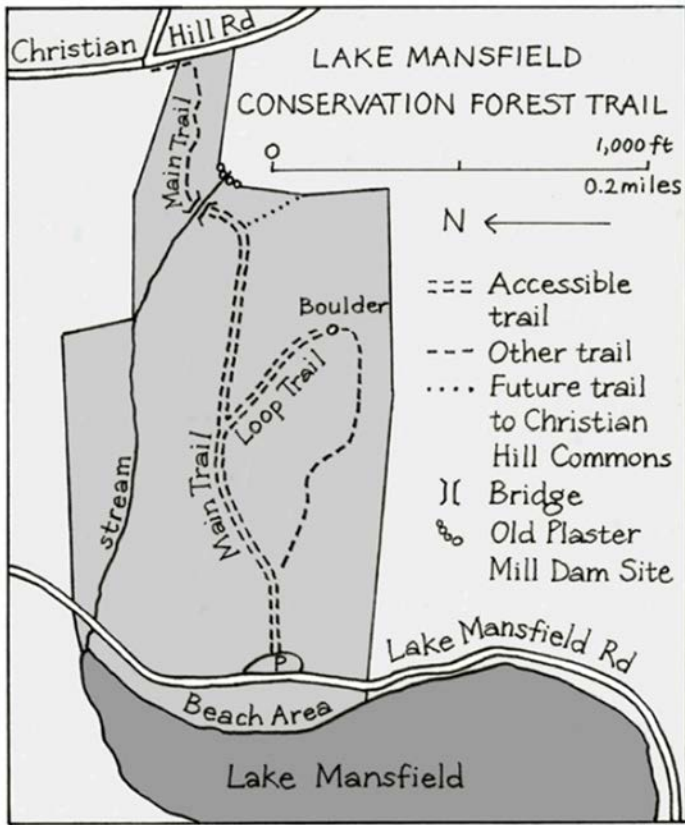 Christian Hill Rd
LAKE MANSFIELD
CONSERVATION FOREST TRAIL
0 1,000 ft
0.2 miles
N
Main Trail
Boulder
Loop Trail
Main Trail
stream
Accessible
trail
Other trail
Future trail
to Christian
Hill Commons
Bridge
Old Plaster
Mill Dam Site
P
Lake Mansfield Rd
Beach Area
Lake Mansfield